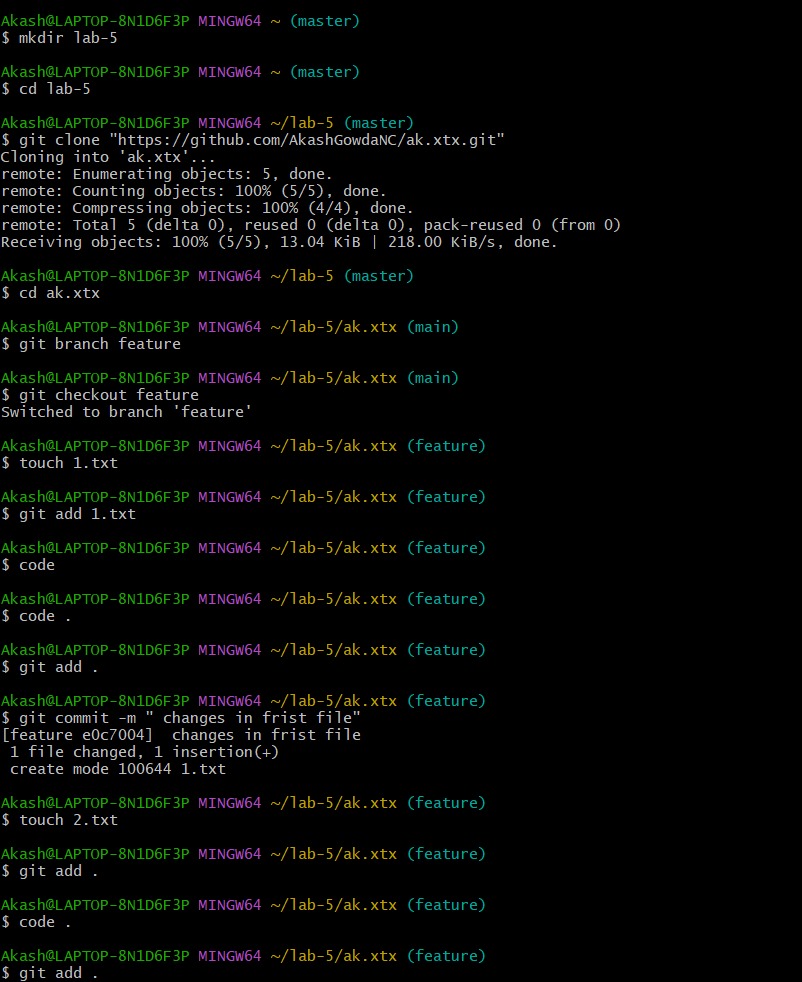 Akash@LAPTOP-8N1D6F3P MINGW64 ~ (master)
$ mkdir lab-5
Akash@LAPTOP-8N1D6F3P MINGW64 ~ (master)
$ cd lab-5
Akash@LAPTOP-8N1D6F3P MINGW64 ~/lab-5 (master)
$ git clone "https://github.com/AkashGowdaNC/ak.xtx.git"
Cloning into 'ak.xtx'...
remote: Enumerating objects: 5, done.
remote: Counting objects: 100% (5/5), done.
remote: Compressing objects: 100% (4/4), done.
remote: Total 5 (delta 0), reused 0 (delta 0), pack-reused 0 (from 0)
Receiving objects: 100% (5/5), 13.04 KiB | 218.00 KiB/s, done.
Akash@LAPTOP-8N1D6F3P MINGW64 ~/lab-5 (master)
$ cd ak.xtx
Akash@LAPTOP-8N1D6F3P MINGW64 ~/lab-5/ak.xtx (main)
$ git branch feature
Akash@LAPTOP-8N1D6F3P MINGW64 ~/lab-5/ak.xtx (main)
$ git checkout feature
Switched to branch 'feature'
Akash@LAPTOP-8N1D6F3P MINGW64 ~/lab-5/ak.xtx (feature)
$ touch 1.txt
Akash@LAPTOP-8N1D6F3P MINGW64 ~/lab-5/ak.xtx (feature)
$ git add 1.txt
Akash@LAPTOP-8N1D6F3P MINGW64 ~/lab-5/ak.xtx (feature)
$ code
Akash@LAPTOP-8N1D6F3P MINGW64 ~/lab-5/ak.xtx (feature)
$ code .
Akash@LAPTOP-8N1D6F3P MINGW64 ~/lab-5/ak.xtx (feature)
$ git add .
Akash@LAPTOP-8N1D6F3P MINGW64 ~/lab-5/ak.xtx (feature)
$ git commit -m " changes in frist file"
[feature e0c7004]  changes in frist file
 1 file changed, 1 insertion(+)
 create mode 100644 1.txt
Akash@LAPTOP-8N1D6F3P MINGW64 ~/lab-5/ak.xtx (feature)
$ touch 2.txt
Akash@LAPTOP-8N1D6F3P MINGW64 ~/lab-5/ak.xtx (feature)
$ git add .
Akash@LAPTOP-8N1D6F3P MINGW64 ~/lab-5/ak.xtx (feature)
$ code .
Akash@LAPTOP-8N1D6F3P MINGW64 ~/lab-5/ak.xtx (feature)
$ git add .